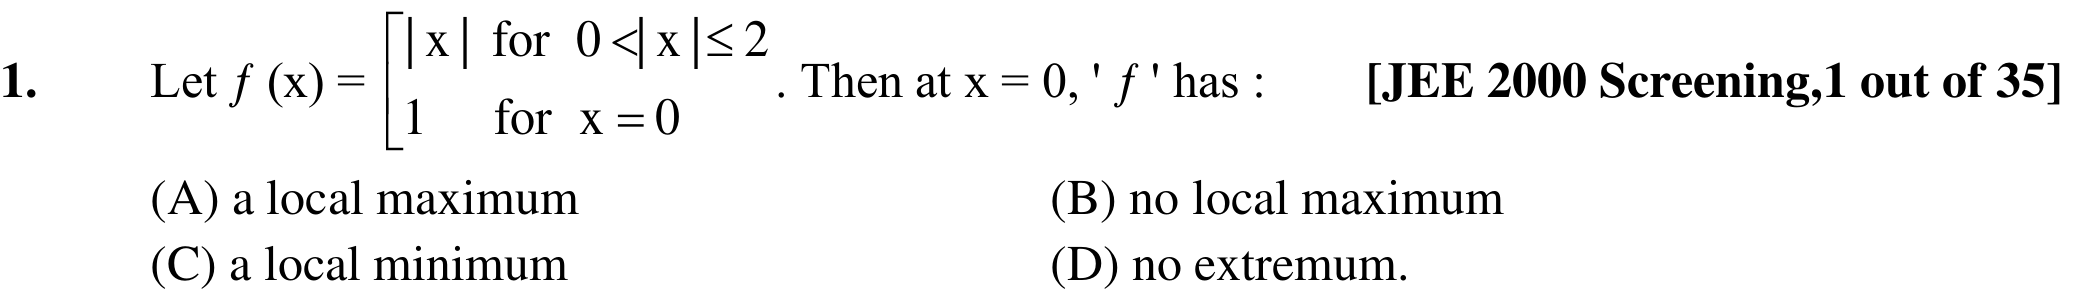 1. Let f (x) = [ |x| for 0 <|x|≤ 2
1 for x = 0 . Then at x = 0, ' f ' has : [JEE 2000 Screening,1 out of 35]
(A) a local maximum (B) no local maximum
(C) a local minimum (D) no extremum.